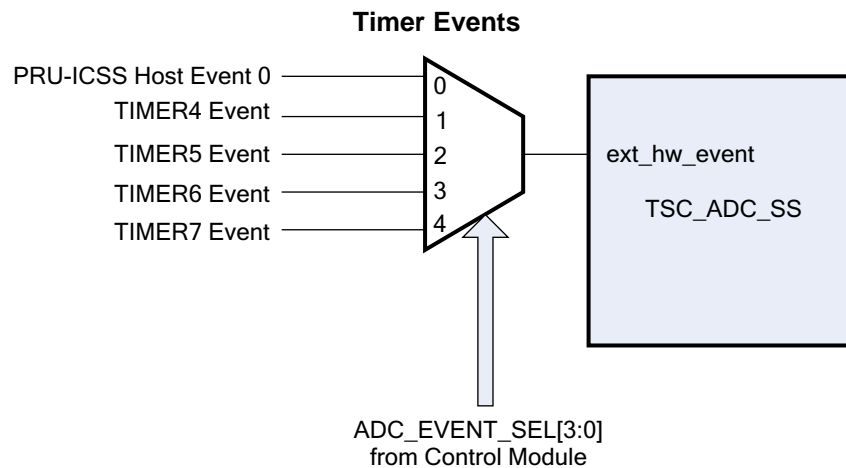 Timer Events
PRU-ICSS Host Event 0
0
TIMER4 Event
1
TIMER5 Event
2
ext_hw_event
TIMER6 Event
3
TSC_ADC_SS
TIMER7 Event
4
ADC_EVENT_SEL[3:0]
from Control Module